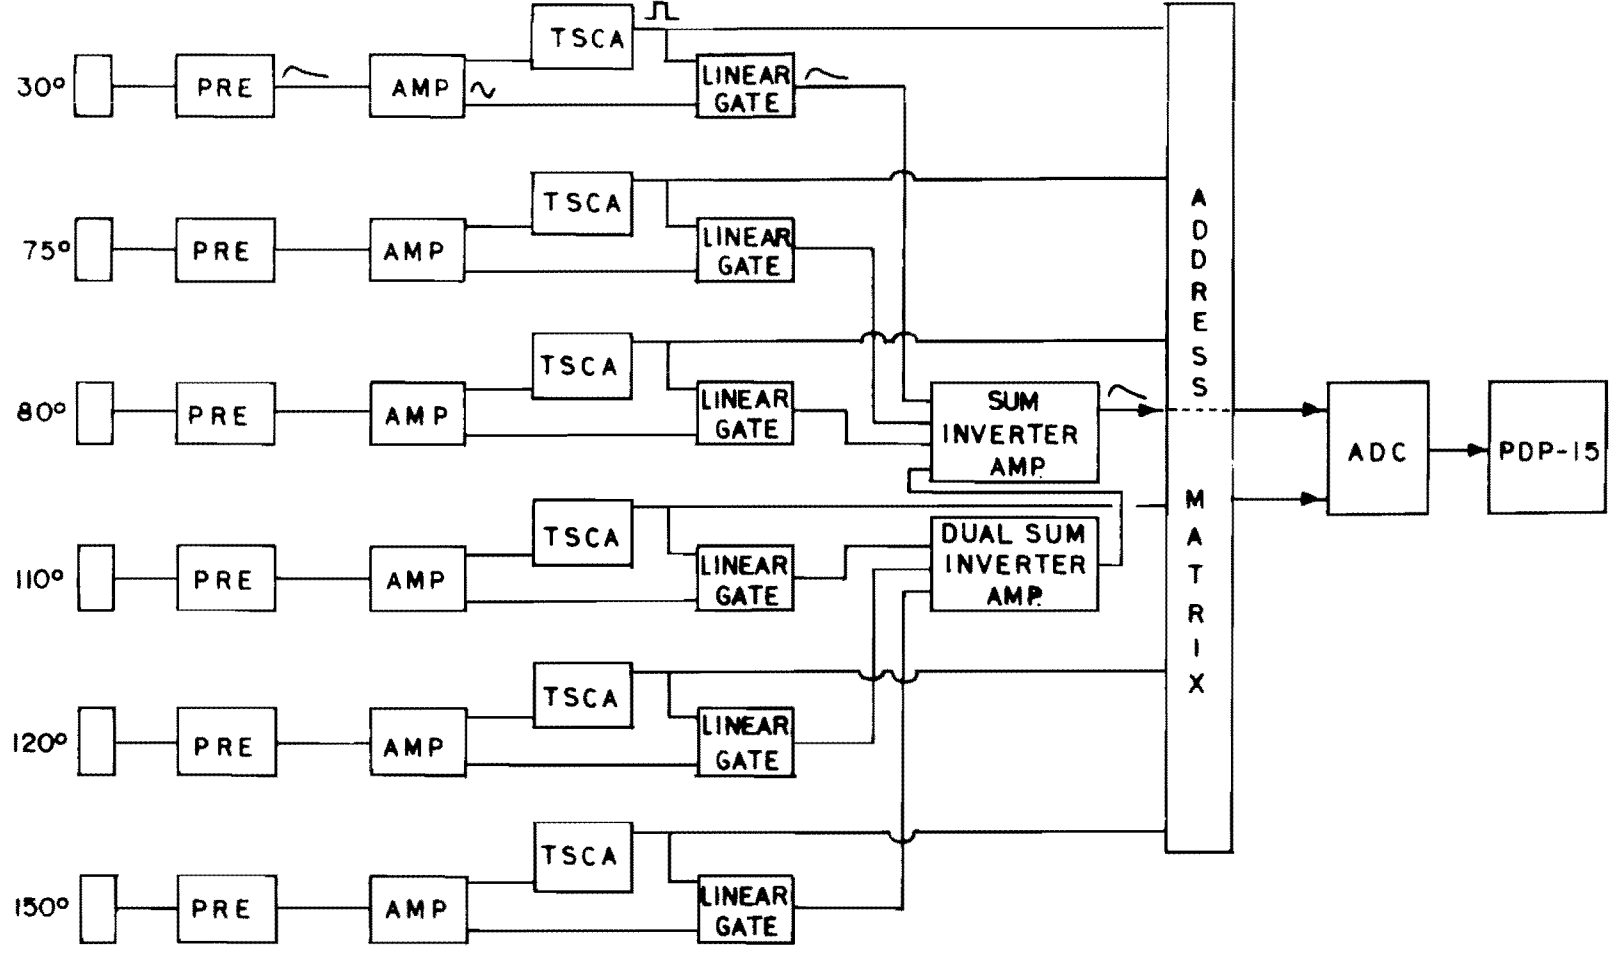 TSCA
30° PRE AMP LINEAR
GATE
TSCA
75° PRE AMP LINEAR
GATE
TSCA
80° PRE AMP LINEAR
GATE
TSCA
110° PRE AMP LINEAR
GATE
TSCA
120° PRE AMP LINEAR
GATE
TSCA
150° PRE AMP LINEAR
GATE
SUM
INVERTER
AMP.
DUAL SUM
INVERTER
AMP.
ADDRESS
MATRIX
ADC
PDP-15